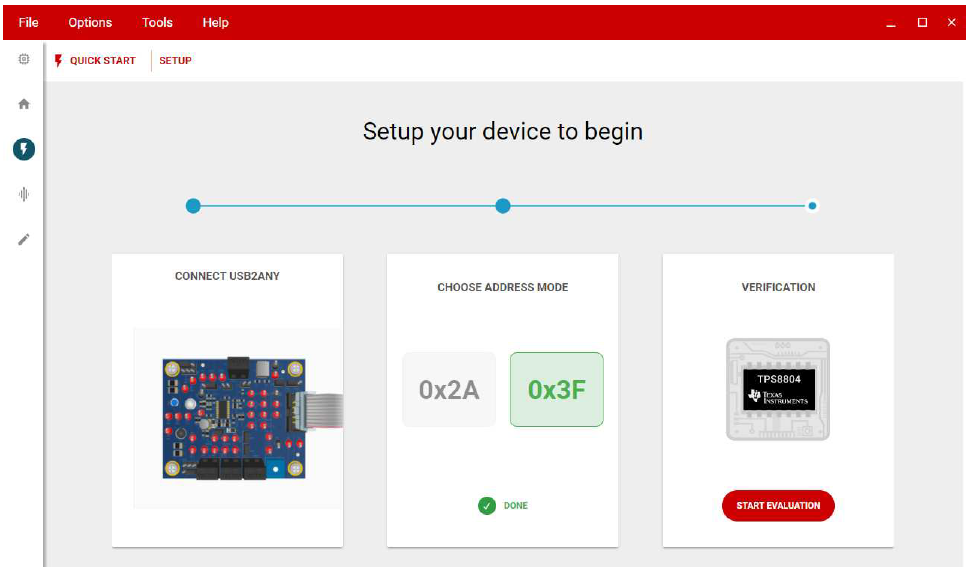 File Options Tools Help
QUICK START SETUP
Setup your device to begin
CONNECT USB2ANY
CHOOSE ADDRESS MODE
0x2A 0x3F
DONE
VERIFICATION
TPS8804
TEXAS
INSTRUMENTS
START EVALUATION